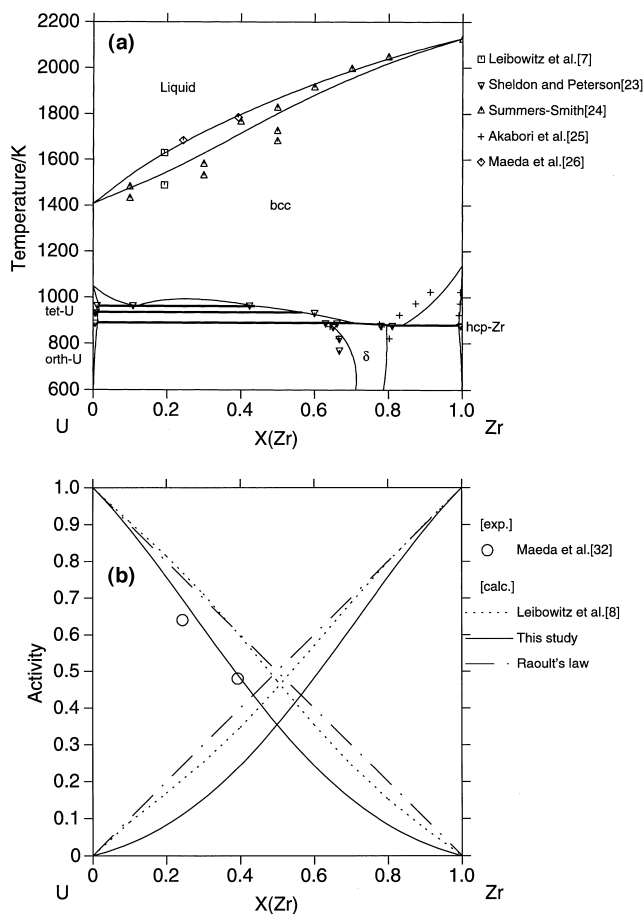 (a)
2200
2000
1800
1600
1400
1200
1000
800
600
Temperature/K
Liquid
bcc
tet-U
orth-U
δ
hcp-Zr
0
0.2
0.4
0.6
0.8
1.0
U
X(Zr)
Zr
Leibowitz et al.[7]
Sheldon and Peterson[23]
Summers-Smith[24]
Akabori et al.[25]
Maeda et al.[26]
(b)
1.0
0.9
0.8
0.7
0.6
0.5
0.4
0.3
0.2
0.1
0
Activity
0
0.2
0.4
0.6
0.8
1.0
U
X(Zr)
Zr
[exp.]
Maeda et al.[32]
[calc.]
Leibowitz et al.[8]
This study
Raoult's law